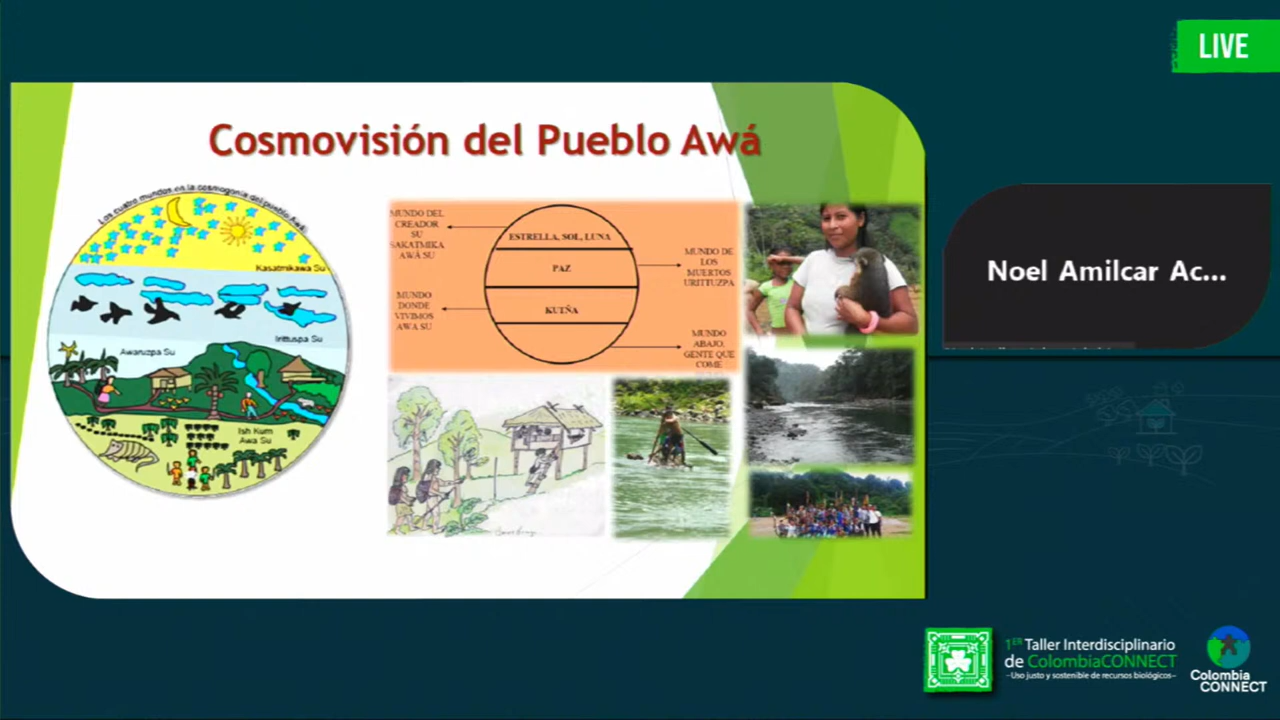 LIVE
Cosmovisión del Pueblo Awá
Los cuatro mundos en la cosmogonía del pueblo Awá
Kasatmikawa Su
Irittuspa Su
Awaruzpa Su
Ish Kum
Awa Su
MUNDO DEL
CREADOR
SU
SAKATMIKA
AWÁ SU
ESTRELLA, SOL, LUNA
PAZ
MUNDO DE
LOS
MUERTOS
URITTUZPA
MUNDO
DONDE
VIVIMOS
AWA SU
KUTÑA
MUNDO
ABAJO.
GENTE QUE
COME
Noel Amilcar Ac...
1ER Taller Interdisciplinario
de ColombiaCONNECT
-Uso justo y sostenible de recursos biológicos-
Colombia
CONNECT